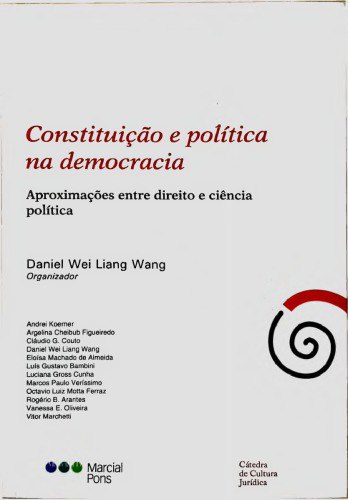 Constituição e política
na democracia
Aproximações entre direito e ciência
política
Daniel Wei Liang Wang
Organizador
Andrei Koerner
Argelina Cheibub Figueiredo
Cláudio G. Couto
Daniel Wei Liang Wang
Eloísa Machado de Almeida
Luís Gustavo Bambini
Luciana Gross Cunha
Marcos Paulo Veríssimo
Octavio Luiz Motta Ferraz
Rogério B. Arantes
Vanessa E. Oliveira
Vitor Marchetti
Marcial
Pons
Cátedra
de Cultura
Jurídica